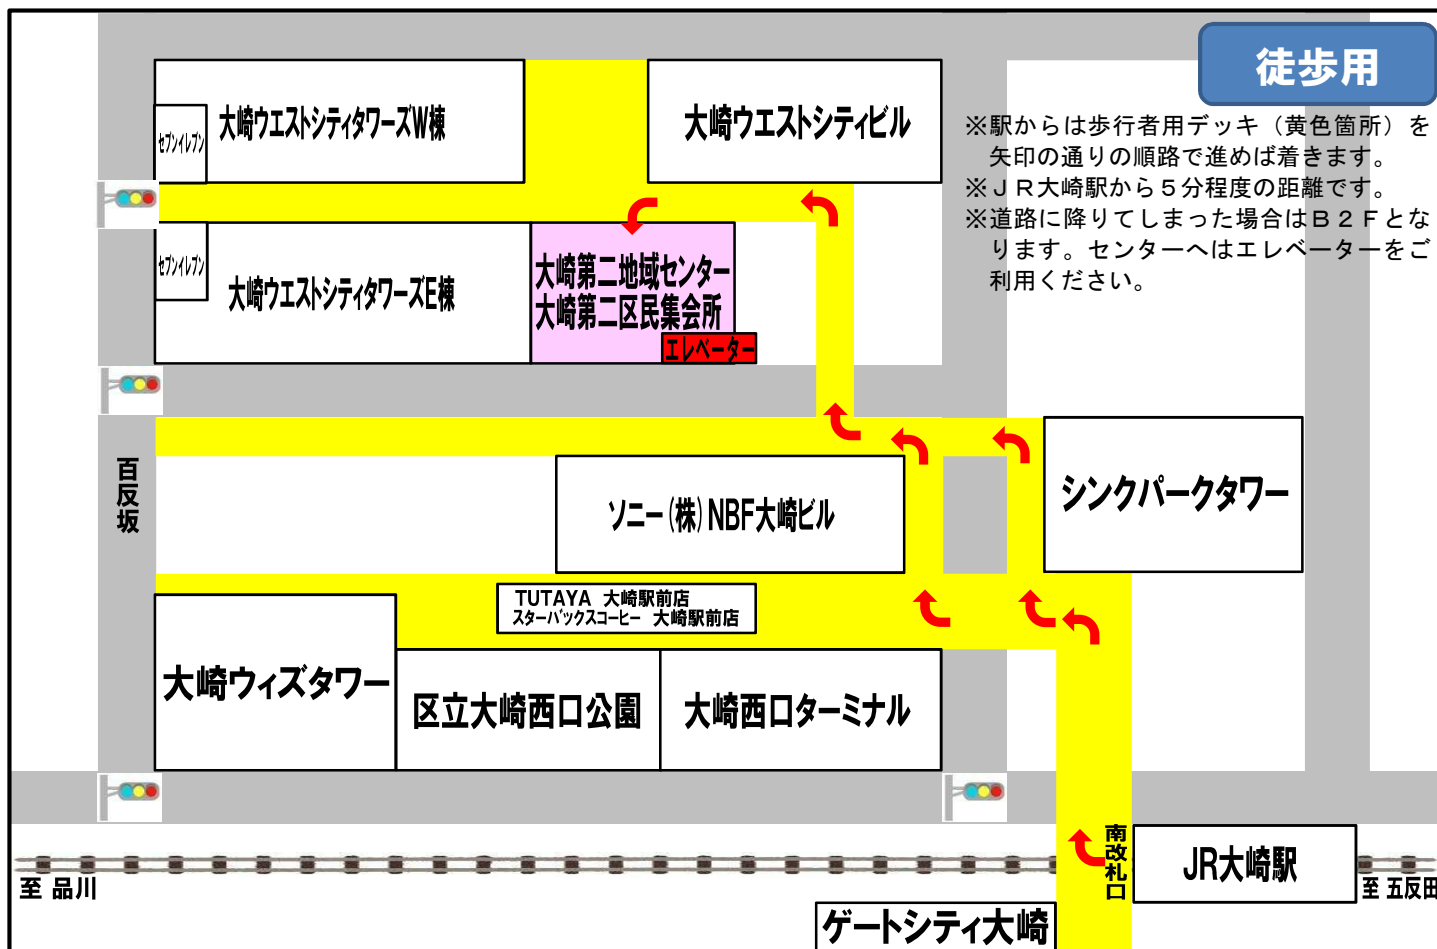 徒歩用
※駅からは歩行者用デッキ（黄色箇所）を
矢印の通りの順路で進めば着きます。
※ＪＲ大崎駅から５分程度の距離です。
※道路に降りてしまった場合はＢ２Ｆとな
ります。センターへはエレベーターをご
利用ください。
大崎ウエストシティタワーズW棟
セブンイレブン
大崎ウエストシティビル
セブンイレブン
大崎ウエストシティタワーズE棟
大崎第二地域センター
大崎第二区民集会所
エレベーター
百反坂
ソニー(株)NBF大崎ビル
シンクパークタワー
TUTAYA 大崎駅前店
スターバックスコーヒー 大崎駅前店
大崎ウィズタワー
区立大崎西口公園
大崎西口ターミナル
南改札口
JR大崎駅
至 品川
至 五反田
ゲートシティ大崎